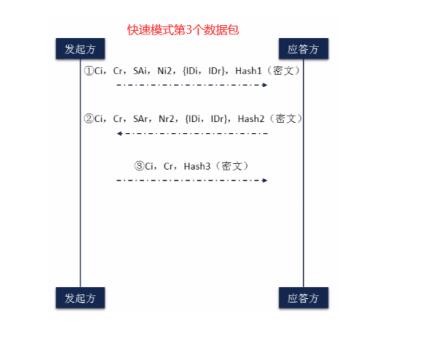 快速模式第3个数据包
发起方 应答方
①Ci，Cr，SAi，Ni2，{IDi，IDr}，Hash1（密文）
②Ci，Cr，SAr，Nr2，{IDi，IDr}，Hash2（密文）
③Ci，Cr，Hash3（密文）
发起方 应答方